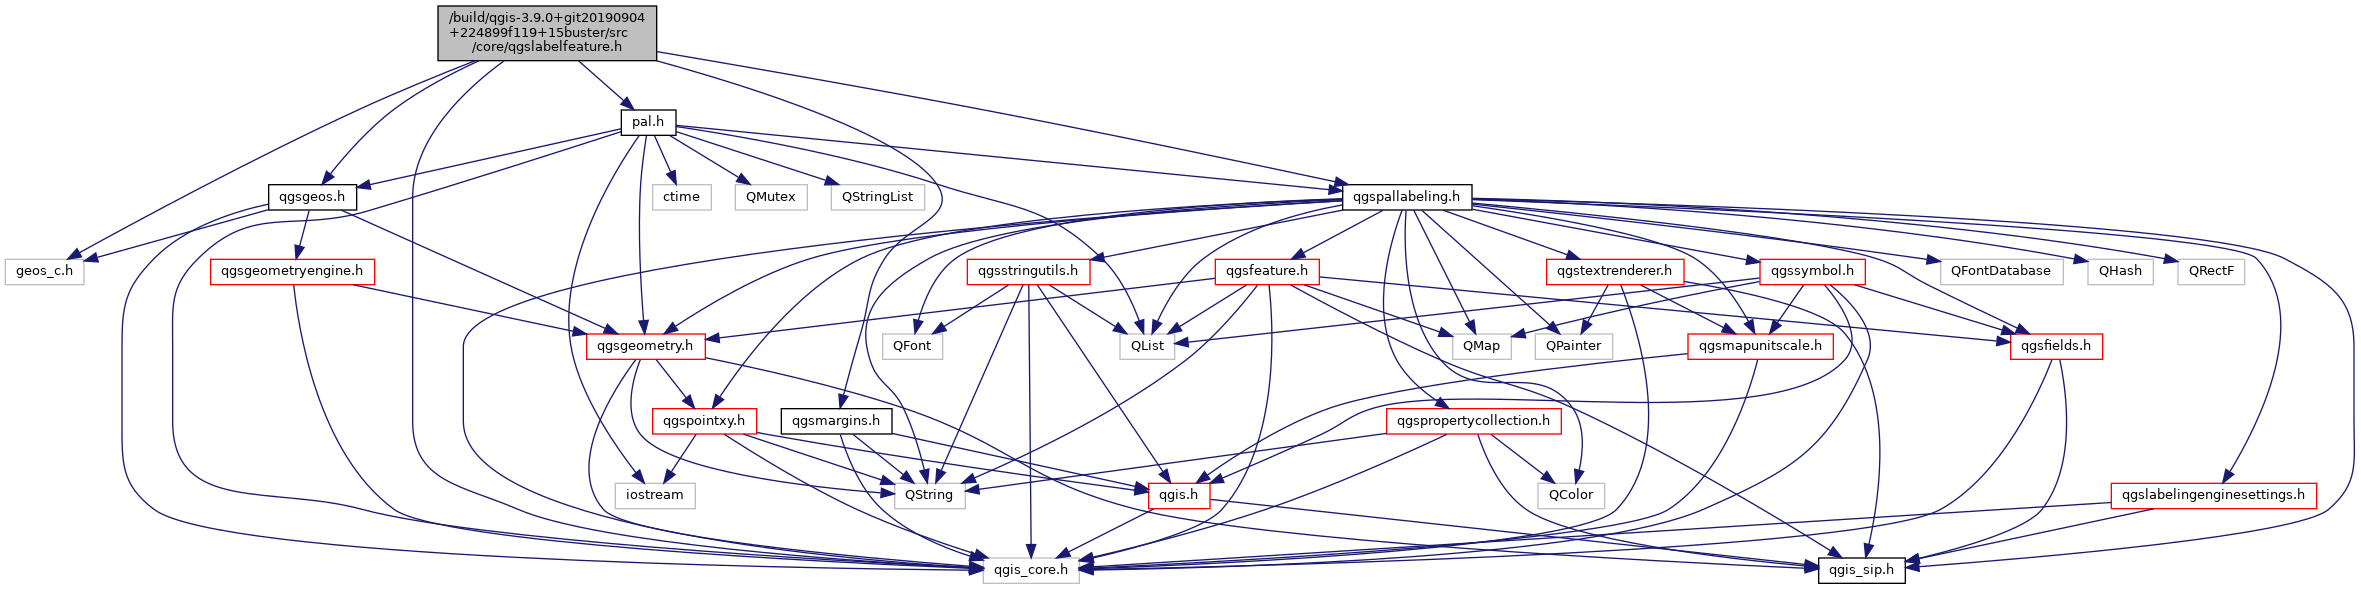 /build/qgis-3.9.0+git20190904
+224899f119+15buster/src
/core/qgslabelfeature.h
pal.h
qgsgeos.h
ctime
QMutex
QStringList
qgspallabeling.h
geos_c.h
qgsgeometryengine.h
qgsstringutils.h
qgsfeature.h
qgstextrenderer.h
qgssymbol.h
QFontDatabase
QHash
QRectF
qgsgeometry.h
QFont
QList
QMap
QPainter
qgsmapunitscale.h
qgsfields.h
qgspointxy.h
qgsmargins.h
qgspropertycollection.h
iostream
QString
qgis.h
QColor
qgslabelingenginesettings.h
qgis_core.h
qgis_sip.h